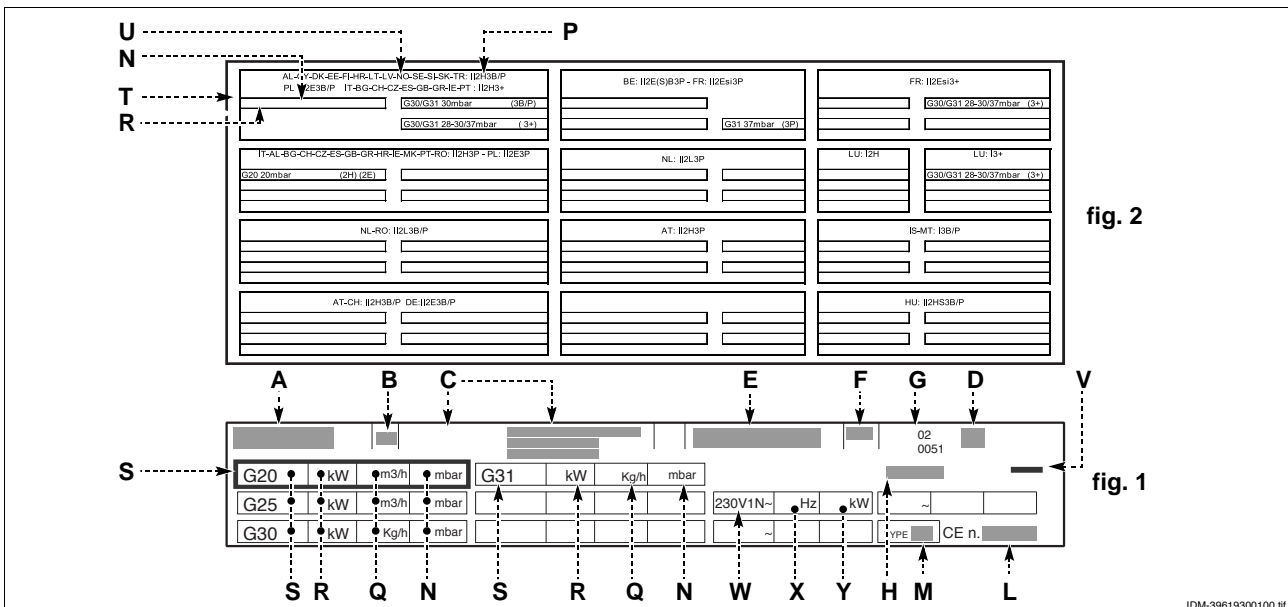 U P
N
AL-CY-DK-EE-FI-HR-LT-LV-NO-SE-SI-SK-TR: II2H3B/P
PL II2E3B/P IT-BG-CH-CZ-ES-GB-GR-IE-PT : II2H3+
BE: II2E(S)B3P - FR: II2Esi3P
FR: II2Esi3+
T
G30/G31 30mbar (3B/P)
G30/G31 28-30/37mbar (3+)
R
G30/G31 28-30/37mbar ( 3+)
G31 37mbar (3P)
IT-AL-BG-CH-CZ-ES-GB-GR-HR-IE-MK-PT-RO: II2H3P - PL: II2E3P
NL: II2L3P
LU: I2H
LU: I3+
G20 20mbar (2H) (2E)
G30/G31 28-30/37mbar (3+)
fig. 2
NL-RO: II2L3B/P
AT: II2H3P
IS-MT: I3B/P
AT-CH: II2H3B/P DE:II2E3B/P
HU: II2HS3B/P
A B C E F G D V
02
0051
S
G20 kW m3/h mbar G31 kW Kg/h mbar
fig. 1
G25 kW m3/h mbar 230V1N~ Hz kW ~
G30 kW Kg/h mbar ~ CE n.
S R Q N S R Q N W X Y H M L
IDM-39619300100.tif